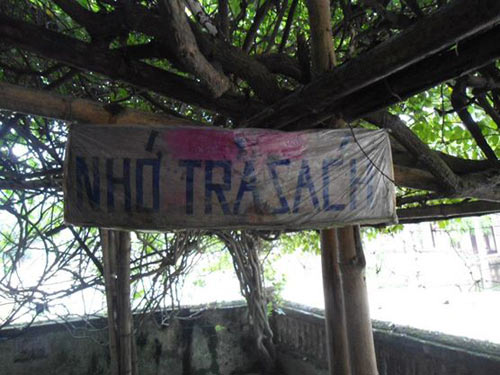 NHỚ TRẢ SÁCH